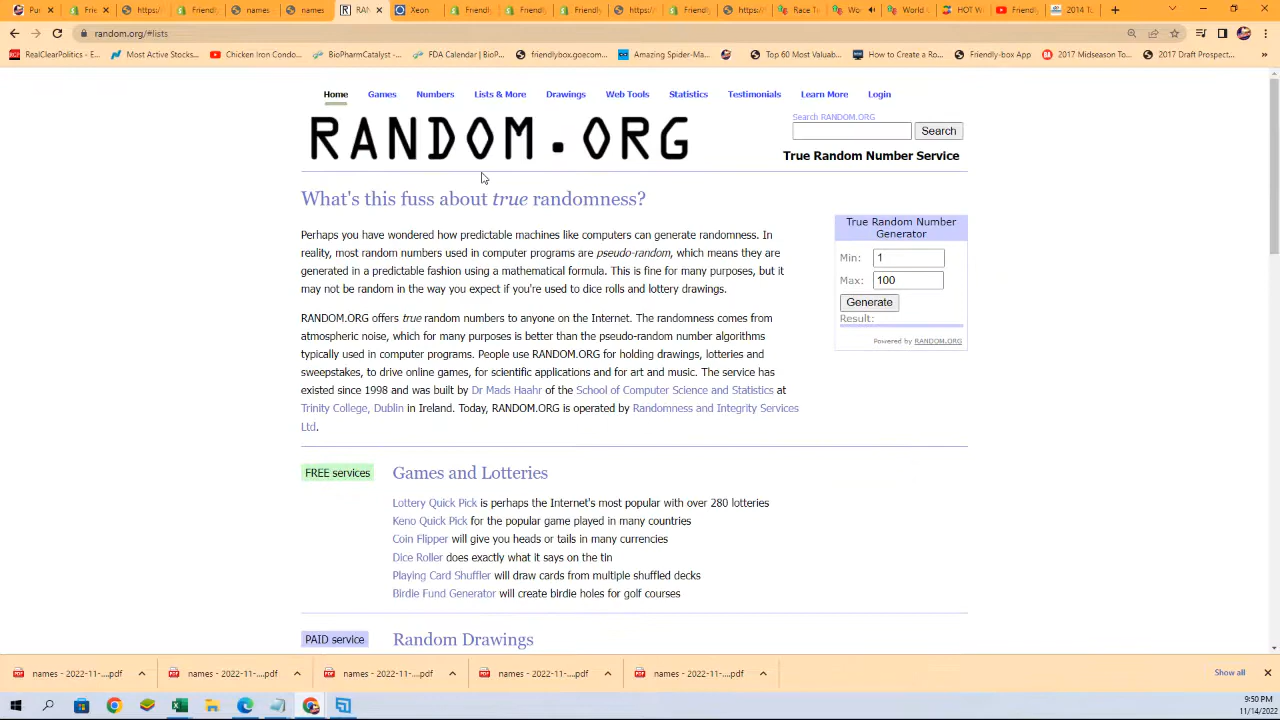 Pu
Friendl
names
names
RAN
Xeon
Friendly
Friendly
Friendly
Race T
Wo
World
HOT W
Friendl
2014 To
random.org/#lists
RealClearPolitics - E...
Most Active Stocks...
Chicken Iron Condo...
BioPharmCatalyst -...
FDA Calendar | BioP...
friendlybox.goecom...
Amazing Spider-Ma...
Top 60 Most Valuab...
How to Create a Ro...
Friendly-box App
2017 Midseason To...
2017 Draft Prospect...
Home
Games
Numbers
Lists & More
Drawings
Web Tools
Statistics
Testimonials
Learn More
Login
RANDOM.ORG
Search RANDOM.ORG
Search
True Random Number Service
What's this fuss about true randomness?
Perhaps you have wondered how predictable machines like computers can generate randomness. In
reality, most random numbers used in computer programs are pseudo-random, which means they are
generated in a predictable fashion using a mathematical formula. This is fine for many purposes, but it
may not be random in the way you expect if you're used to dice rolls and lottery drawings.
RANDOM.ORG offers true random numbers to anyone on the Internet. The randomness comes from
atmospheric noise, which for many purposes is better than the pseudo-random number algorithms
typically used in computer programs. People use RANDOM.ORG for holding drawings, lotteries and
sweepstakes, to drive online games, for scientific applications and for art and music. The service has
existed since 1998 and was built by Dr Mads Haahr of the School of Computer Science and Statistics at
Trinity College, Dublin in Ireland. Today, RANDOM.ORG is operated by Randomness and Integrity Services
Ltd.
True Random Number
Generator
Min: 1
Max: 100
Generate
Result:
Powered by RANDOM.ORG
FREE services
Games and Lotteries
Lottery Quick Pick is perhaps the Internet's most popular with over 280 lotteries
Keno Quick Pick for the popular game played in many countries
Coin Flipper will give you heads or tails in many currencies
Dice Roller does exactly what it says on the tin
Playing Card Shuffler will draw cards from multiple shuffled decks
Birdie Fund Generator will create birdie holes for golf courses
PAID service
Random Drawings
names - 2022-11-....pdf
names - 2022-11-....pdf
names - 2022-11-....pdf
names - 2022-11-....pdf
names - 2022-11-....pdf
Show all
9:50 PM
11/14/2022